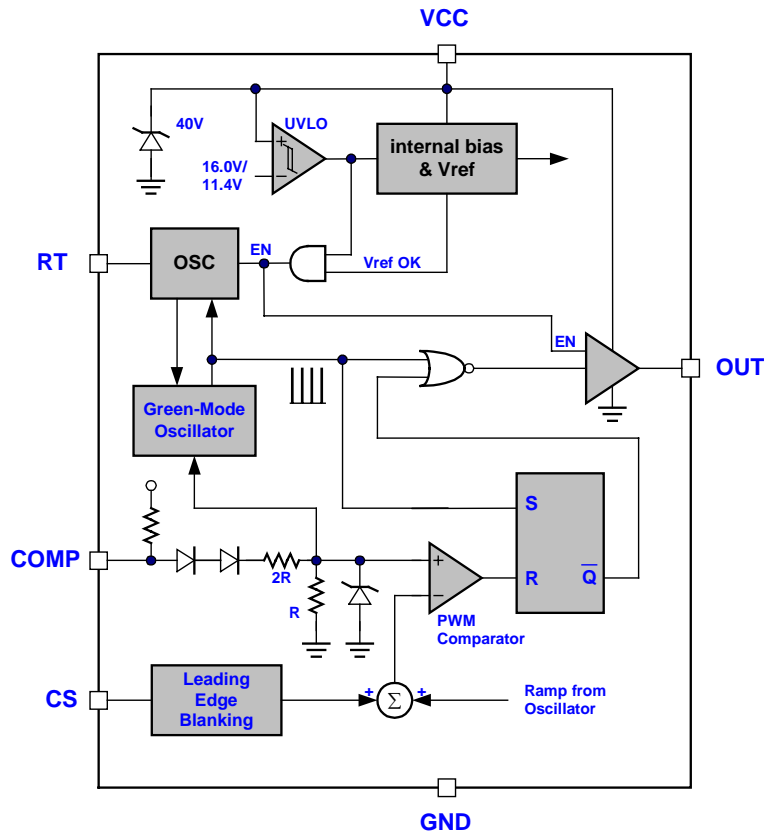 VCC
40V
UVLO
+
−
16.0V/
11.4V
internal bias
& Vref
RT
OSC
EN
Vref OK
EN
OUT
Green-Mode
Oscillator
S
R
Q̅
COMP
2R
R
+
−
PWM
Comparator
CS
Leading
Edge
Blanking
+
Σ
+
Ramp from
Oscillator
GND